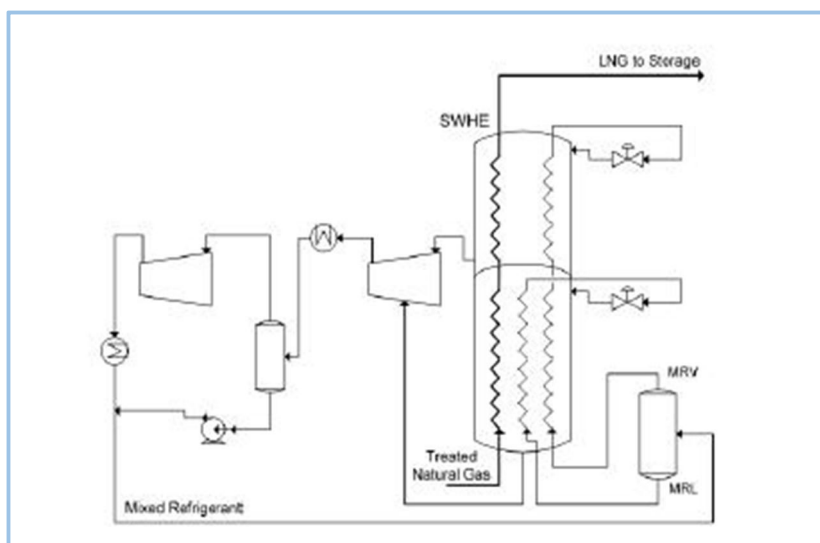 LNG to Storage
SWHE
MRV
Treated
Natural Gas
MRL
Mixed Refrigerant